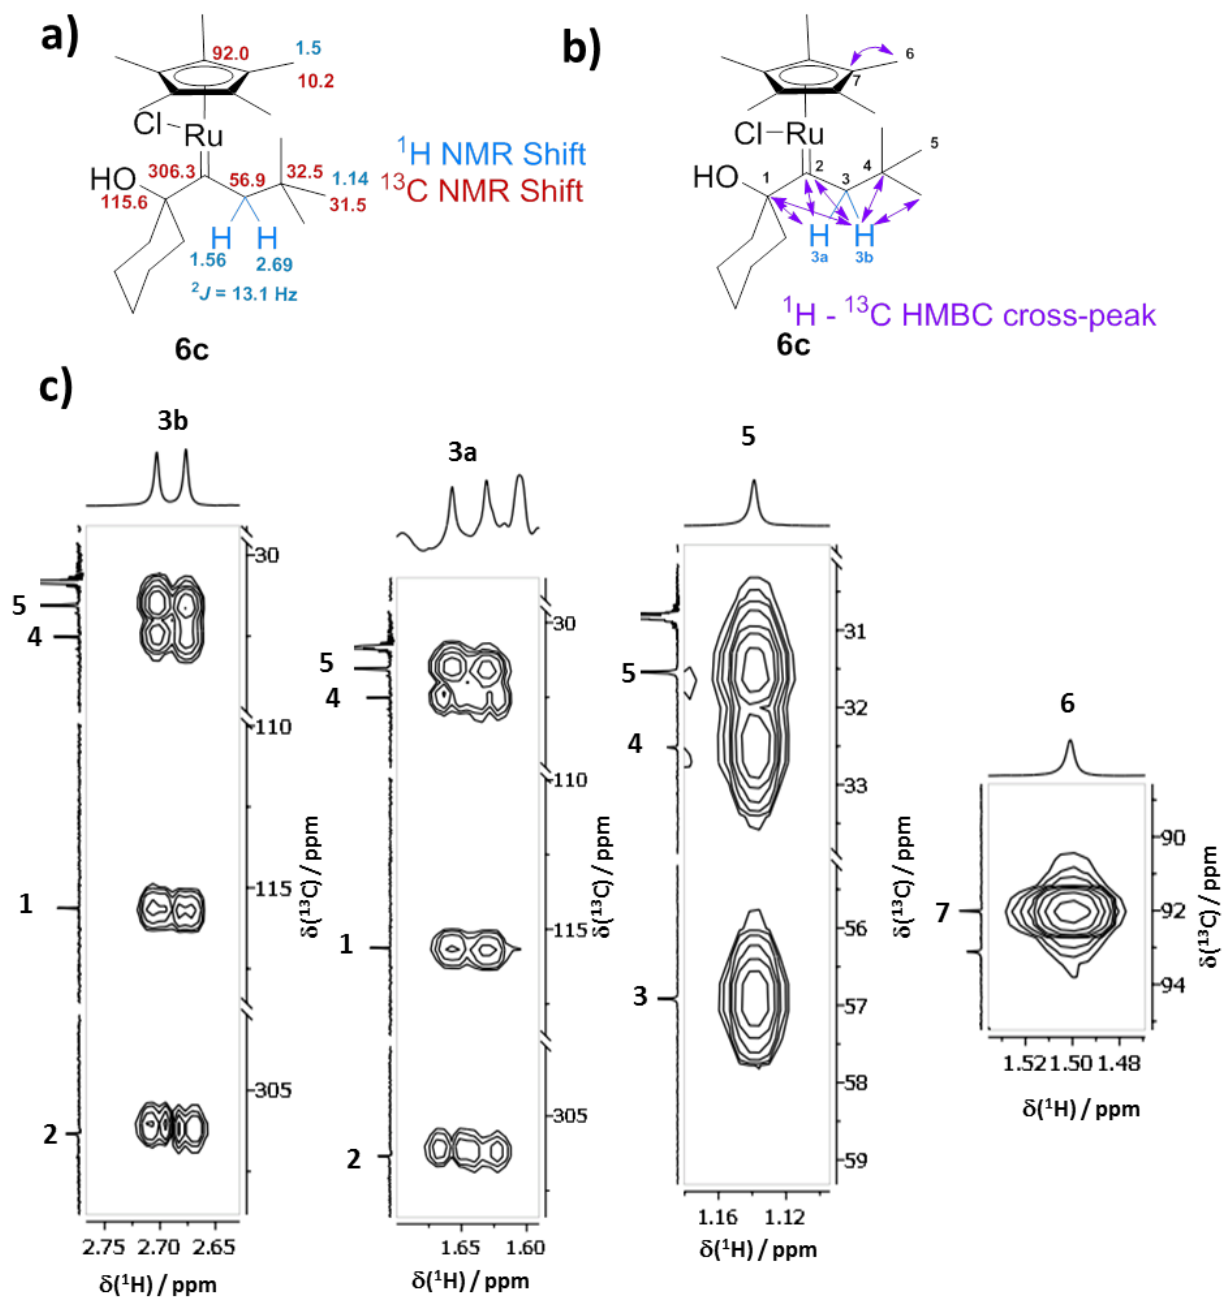 a)
92.0
1.5
10.2
Cl
Ru
HO
306.3
115.6
56.9
32.5
1.14
31.5
H H
1.56
2.69
²J = 13.1 Hz
¹H NMR Shift
¹³C NMR Shift
6c
b)
6
7
Cl
Ru
HO
1
2
3
4
5
H H
3a 3b
¹H - ¹³C HMBC cross-peak
6c
c)
3b
5
4
1
2
30
110
115
305
δ(¹³C) / ppm
2.75 2.70 2.65
δ(¹H) / ppm
3a
5
4
1
2
30
110
115
305
δ(¹³C) / ppm
1.65 1.60
δ(¹H) / ppm
5
5
4
3
31
32
33
56
57
58
59
δ(¹³C) / ppm
1.16 1.12
δ(¹H) / ppm
6
7
90
92
94
δ(¹³C) / ppm
1.52 1.50 1.48
δ(¹H) / ppm